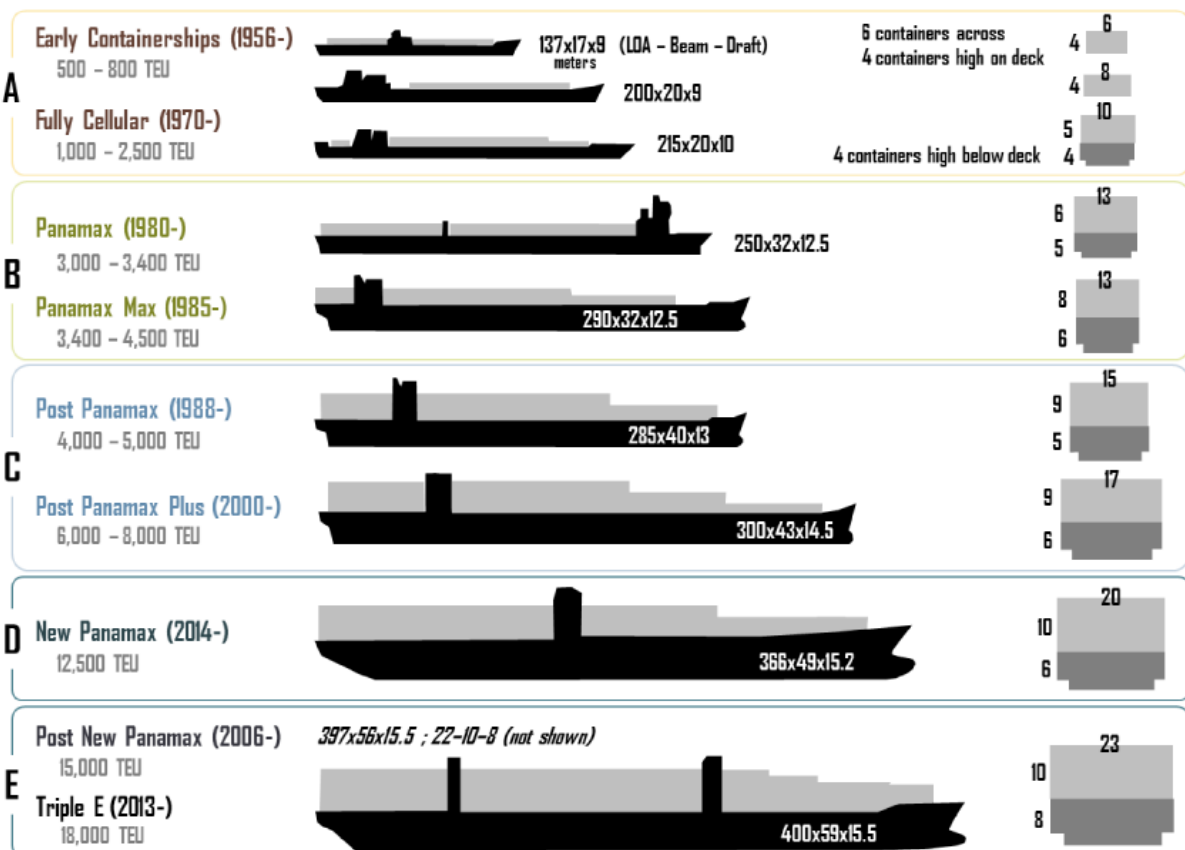 A
Early Containerships (1956-)
500 – 800 TEU
137x17x9 (LOA – Beam – Draft)
meters
200x20x9
6 containers across
4 containers high on deck
6
4
8
4
Fully Cellular (1970-)
1,000 – 2,500 TEU
215x20x10
4 containers high below deck
10
5
4
B
Panamax (1980-)
3,000 – 3,400 TEU
250x32x12.5
13
6
5
Panamax Max (1985-)
3,400 – 4,500 TEU
290x32x12.5
13
8
6
C
Post Panamax (1988-)
4,000 – 5,000 TEU
285x40x13
15
9
5
Post Panamax Plus (2000-)
6,000 – 8,000 TEU
300x43x14.5
17
9
6
D
New Panamax (2014-)
12,500 TEU
366x49x15.2
20
10
6
E
Post New Panamax (2006-)
15,000 TEU
397x56x15.5 ; 22-10-8 (not shown)
Triple E (2013-)
18,000 TEU
400x59x15.5
23
10
8